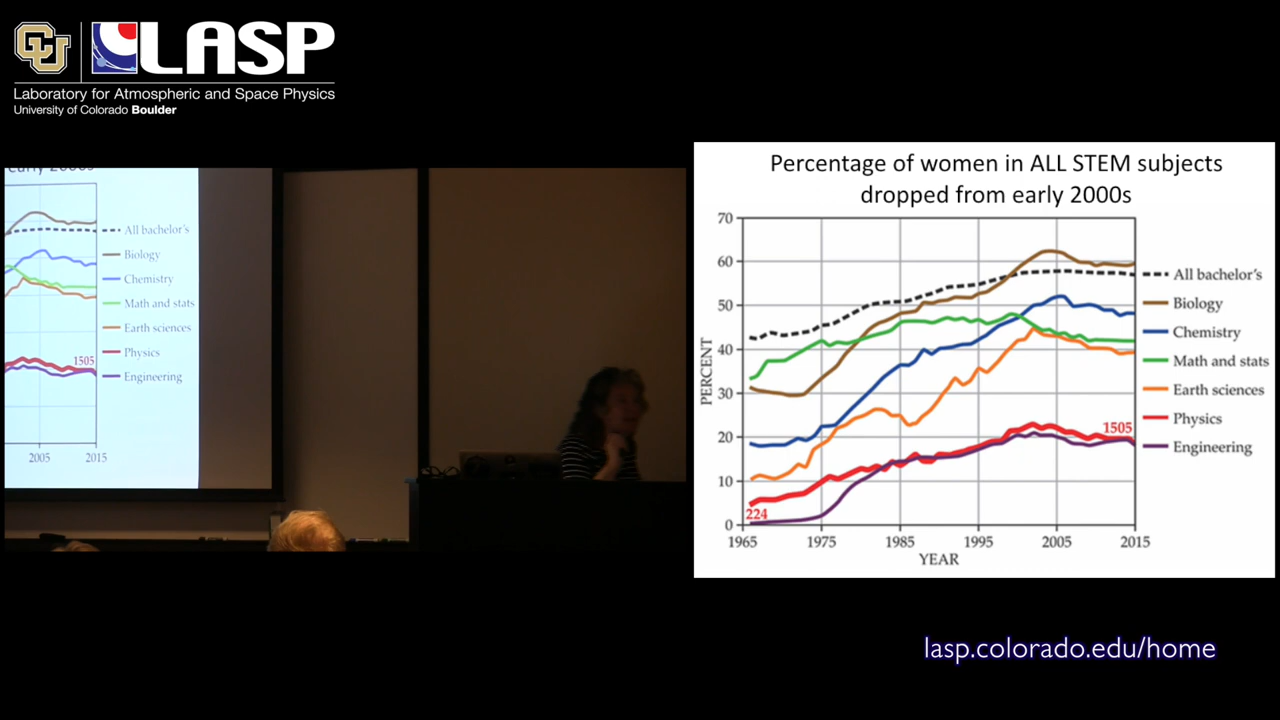 CU
LASP
Laboratory for Atmospheric and Space Physics
University of Colorado Boulder
early 2000s
All bachelor's
Biology
Chemistry
Math and stats
Earth sciences
Physics
1505
Engineering
2005 2015
Percentage of women in ALL STEM subjects
dropped from early 2000s
70
60
50
40
30
20
10
0
PERCENT
224
1505
1965 1975 1985 1995 2005 2015
YEAR
All bachelor's
Biology
Chemistry
Math and stats
Earth sciences
Physics
Engineering
lasp.colorado.edu/home